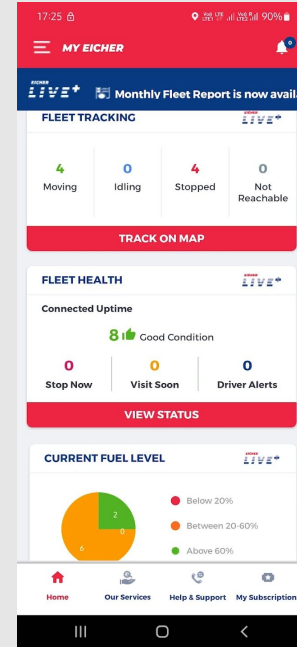 17:25 90%
MY EICHER
EICHER
LIVE+ Monthly Fleet Report is now avail
FLEET TRACKING LIVE+
4 0 4 0
Moving Idling Stopped Not
Reachable
TRACK ON MAP
FLEET HEALTH LIVE+
Connected Uptime
8 Good Condition
0 0 0
Stop Now Visit Soon Driver Alerts
VIEW STATUS
CURRENT FUEL LEVEL LIVE+
2
0
6
Below 20%
Between 20-60%
Above 60%
Home Our Services Help & Support My Subscription